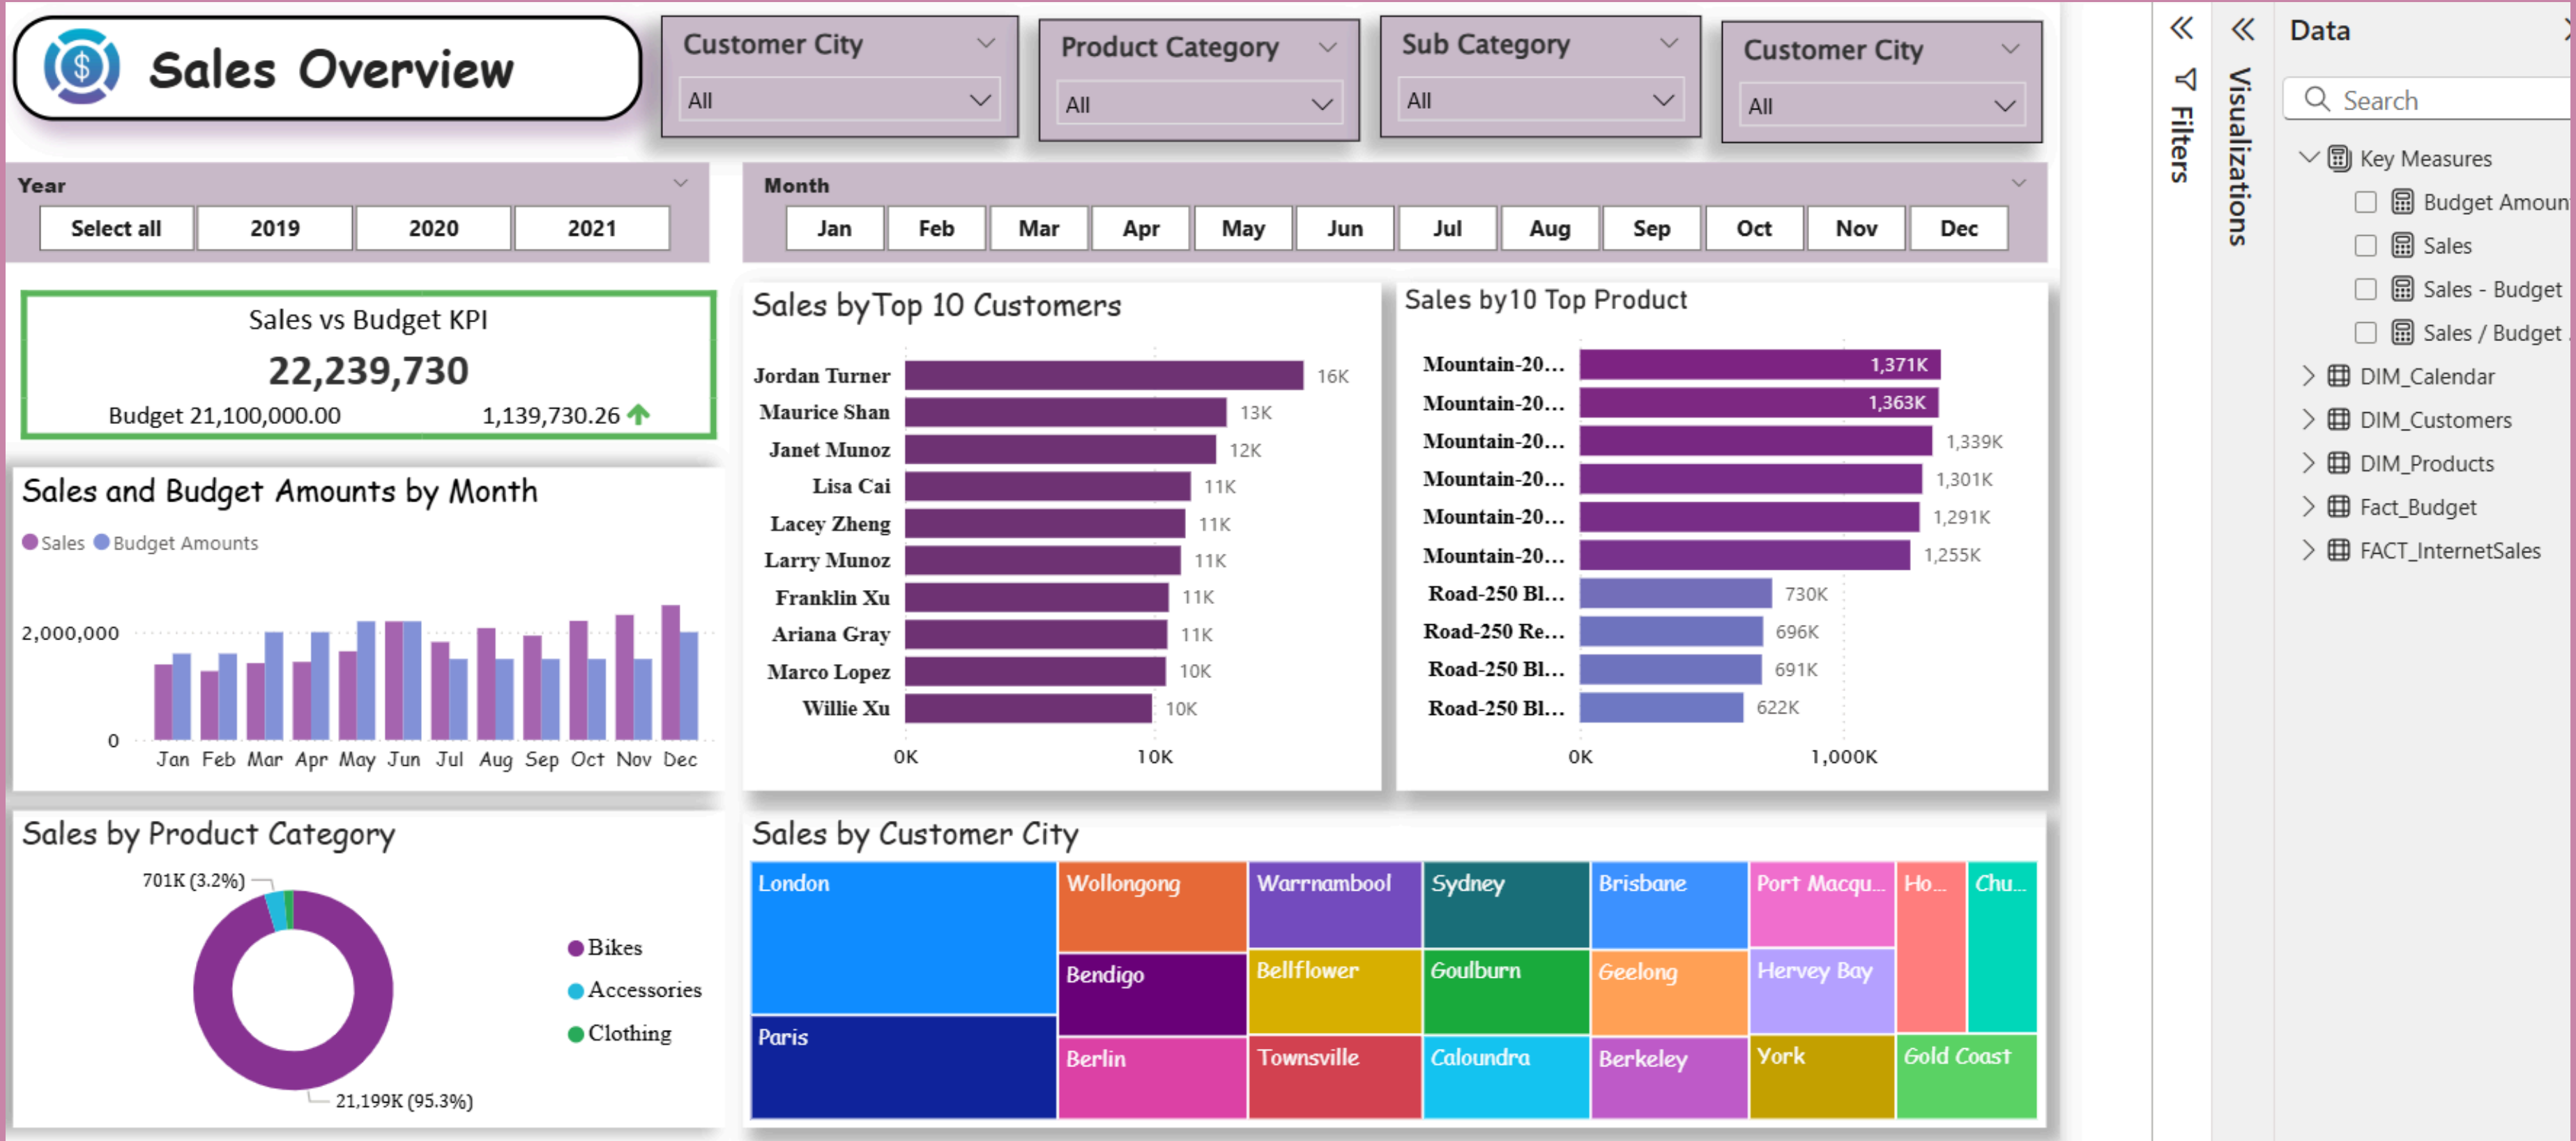 Sales Overview
Customer City
All
Product Category
All
Sub Category
All
Customer City
All
Year
Select all 2019 2020 2021
Month
Jan Feb Mar Apr May Jun Jul Aug Sep Oct Nov Dec
Sales vs Budget KPI
22,239,730
Budget 21,100,000.00 1,139,730.26
Sales and Budget Amounts by Month
Sales Budget Amounts
2,000,000
0
Jan Feb Mar Apr May Jun Jul Aug Sep Oct Nov Dec
Sales by Product Category
701K (3.2%)
Bikes
Accessories
Clothing
21,199K (95.3%)
Sales byTop 10 Customers
Jordan Turner 16K
Maurice Shan 13K
Janet Munoz 12K
Lisa Cai 11K
Lacey Zheng 11K
Larry Munoz 11K
Franklin Xu 11K
Ariana Gray 11K
Marco Lopez 10K
Willie Xu 10K
0K 10K
Sales by10 Top Product
Mountain-20... 1,371K
Mountain-20... 1,363K
Mountain-20... 1,339K
Mountain-20... 1,301K
Mountain-20... 1,291K
Mountain-20... 1,255K
Road-250 Bl... 730K
Road-250 Re... 696K
Road-250 Bl... 691K
Road-250 Bl... 622K
0K 1,000K
Sales by Customer City
London
Paris
Wollongong
Bendigo
Berlin
Warrnambool
Bellflower
Townsville
Sydney
Goulburn
Caloundra
Brisbane
Geelong
Berkeley
Port Macqu...
Hervey Bay
York
Ho...
Chu...
Gold Coast
Filters
Visualizations
Data
Search
Key Measures
Budget Amoun
Sales
Sales - Budget
Sales / Budget
DIM_Calendar
DIM_Customers
DIM_Products
Fact_Budget
FACT_InternetSales